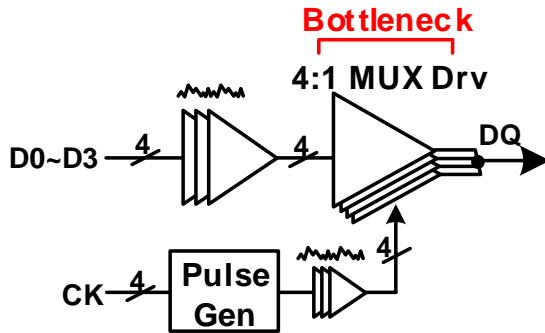 Bottleneck
4:1 MUX Drv
DQ
D0~D3
4
4
4
CK
4
Pulse
Gen